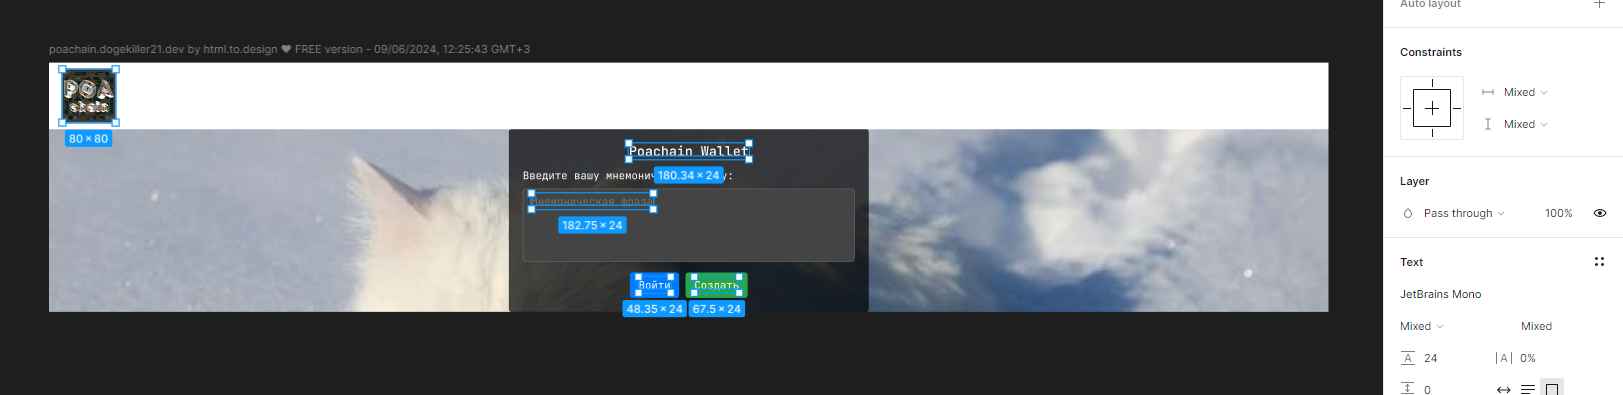 Auto layout
poachain.dogekiller21.dev by html.to.design ❤ FREE version - 09/06/2024, 12:25:43 GMT+3
Constraints
POA
chain
Mixed
Mixed
80 × 80
Poachain Wallet
Введите вашу
180.34 × 24
Layer
Мнемоническая фраза
Pass through
100%
182.75 × 24
Text
Войти
Создать
JetBrains Mono
48.35 × 24
67.5 × 24
Mixed
Mixed
A 24
|A| 0%
0